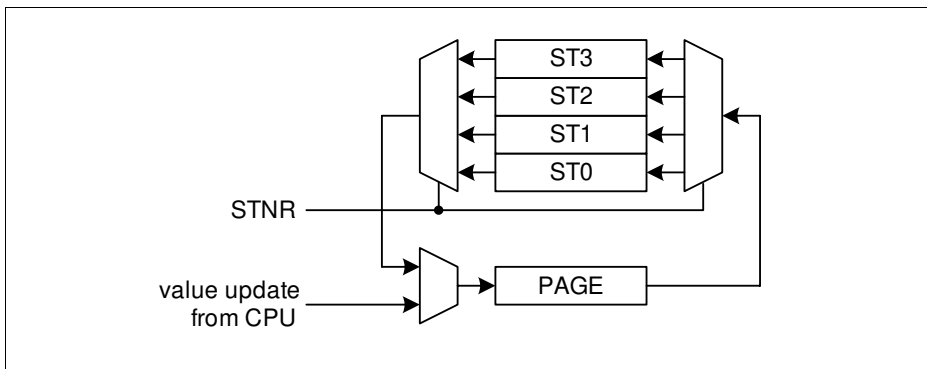 ST3
ST2
ST1
ST0
STNR
value update
from CPU
PAGE